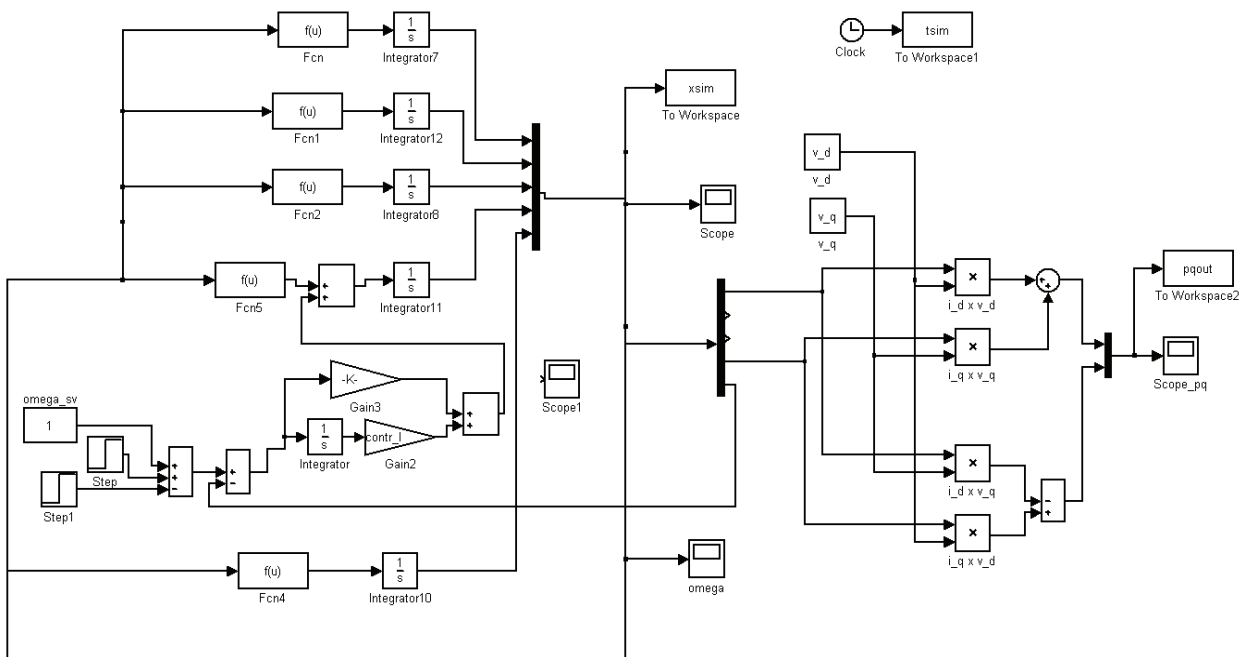 f(u)
Fcn
1
s
Integrator7
Clock
tsim
To Workspace1
f(u)
Fcn1
1
s
Integrator12
xsim
To Workspace
f(u)
Fcn2
1
s
Integrator8
Scope
v_d
v_d
v_q
v_q
f(u)
Fcn5
1
s
Integrator11
i_d x v_d
pqout
To Workspace2
i_q x v_q
Scope_pq
-K-
Gain3
Scope1
omega_sv
1
Step
Step1
1
s
Integrator
contr_I
Gain2
i_d x v_q
i_q x v_d
f(u)
Fcn4
1
s
Integrator10
omega